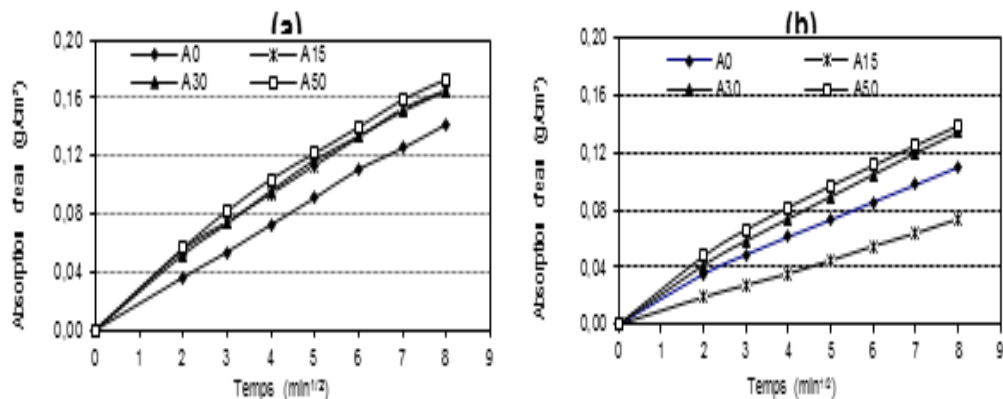 (a)
0,20
0,16
0,12
0,08
0,04
0,00
A0
A15
A30
A50
Absorption d'eau (g/cm²)
0 1 2 3 4 5 6 7 8 9
Temps (min¹/²)
(b)
0,20
0,16
0,12
0,08
0,04
0,00
A0
A15
A30
A50
Absorption d'eau (g/cm²)
0 1 2 3 4 5 6 7 8 9
Temps